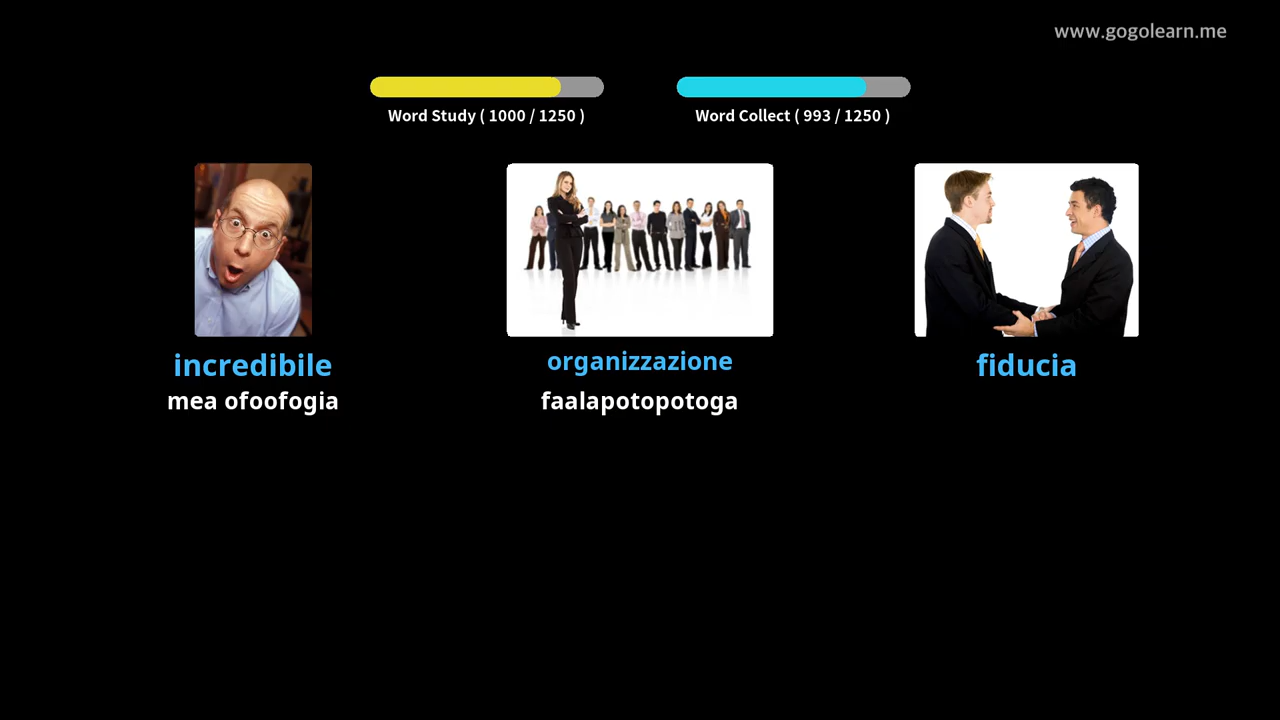 www.gogolearn.me
Word Study ( 1000 / 1250 )
Word Collect ( 993 / 1250 )
incredibile
mea ofoofogia
organizzazione
faalapotopotoga
fiducia